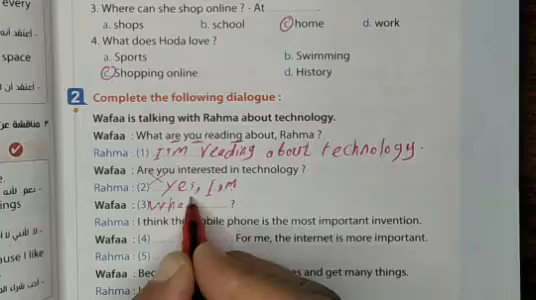 every
3. Where can she shop online ? - At ..............
a. shops b. school c home d. work
4. What does Hoda love ?
a. Sports b. Swimming
c Shopping online d. History
space
2 Complete the following dialogue :
Wafaa is talking with Rahma about technology.
Wafaa : What are you reading about, Rahma ?
Rahma : (1) I'm reading about technology.
Wafaa : Are you interested in technology ?
Rahma : (2) yes, I'm
Wafaa : (3) Wha ?
ings
Rahma : I think the mobile phone is the most important invention.
Wafaa : (4) For me, the internet is more important.
Rahma : (5)
ause I like
Wafaa : Bec es and get many things.
Rahma :